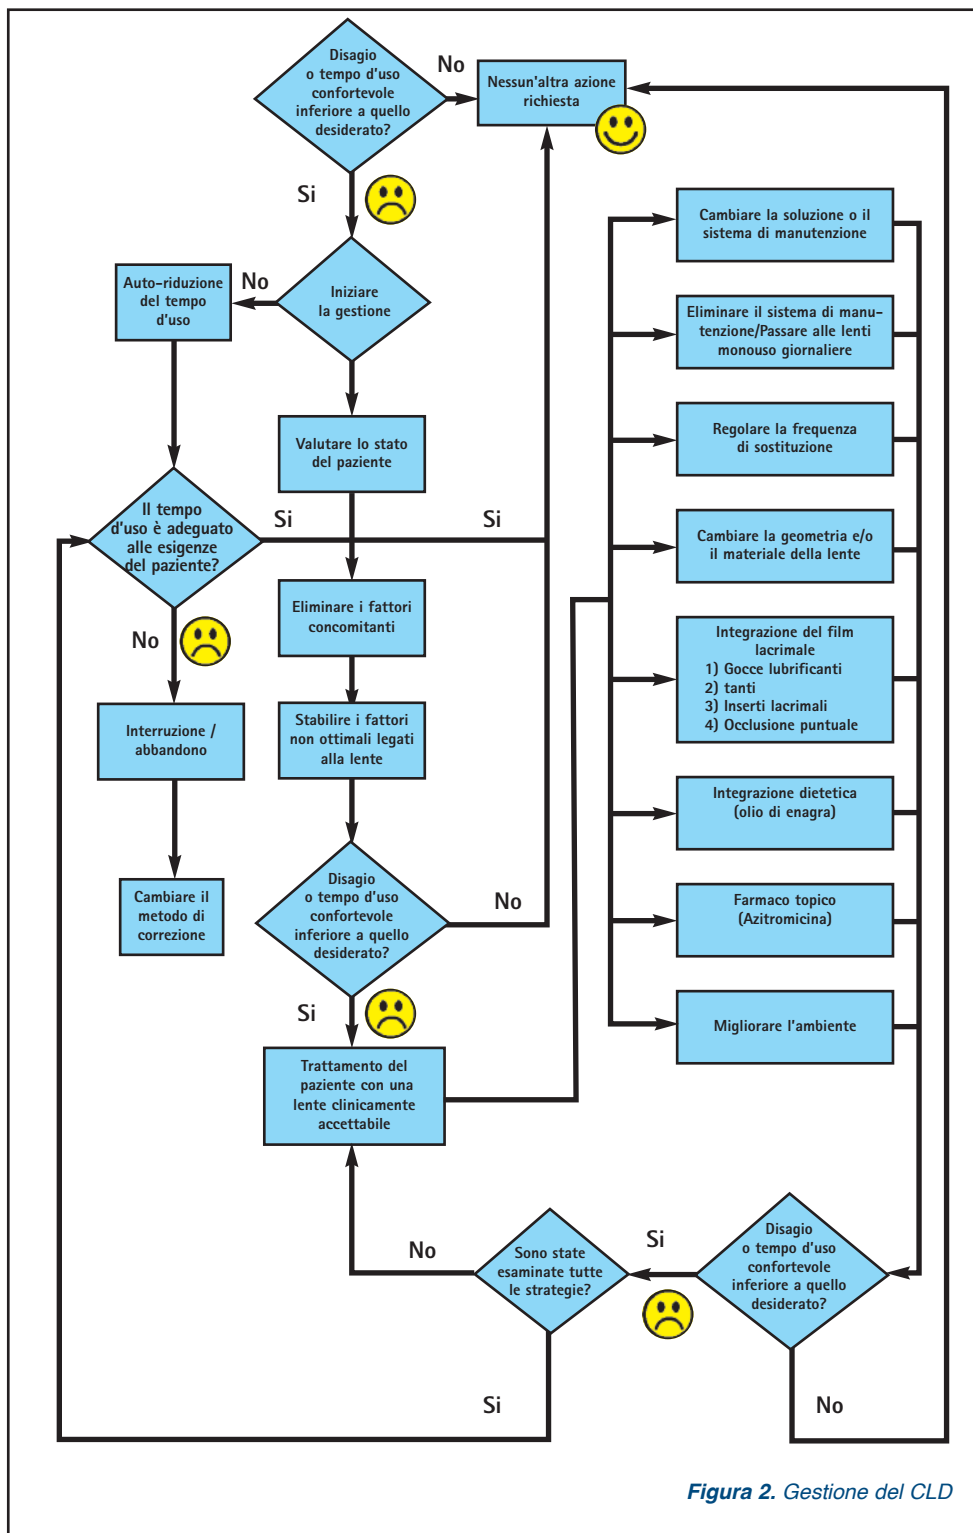 Disagio
o tempo d'uso
confortevole
inferiore a quello
desiderato?
No
Nessun'altra azione
richiesta
Si
Iniziare
la gestione
No
Auto-riduzione
del tempo
d'uso
Valutare lo stato
del paziente
Il tempo
d'uso è adeguato
alle esigenze
del paziente?
Si
Si
No
Eliminare i fattori
concomitanti
Interruzione /
abbandono
Stabilire i fattori
non ottimali legati
alla lente
Cambiare il
metodo di
correzione
Disagio
o tempo d'uso
confortevole
inferiore a quello
desiderato?
No
Si
Trattamento del
paziente con una
lente clinicamente
accettabile
Cambiare la soluzione o il
sistema di manutenzione
Eliminare il sistema di manu-
tenzione/Passare alle lenti
monouso giornaliere
Regolare la frequenza
di sostituzione
Cambiare la geometria e/o
il materiale della lente
Integrazione del film
lacrimale
1) Gocce lubrificanti
2) tanti
3) Inserti lacrimali
4) Occlusione puntuale
Integrazione dietetica
(olio di enagra)
Farmaco topico
(Azitromicina)
Migliorare l'ambiente
Disagio
o tempo d'uso
confortevole
inferiore a quello
desiderato?
Si
Sono state
esaminate tutte
le strategie?
No
Si
No
Figura 2. Gestione del CLD